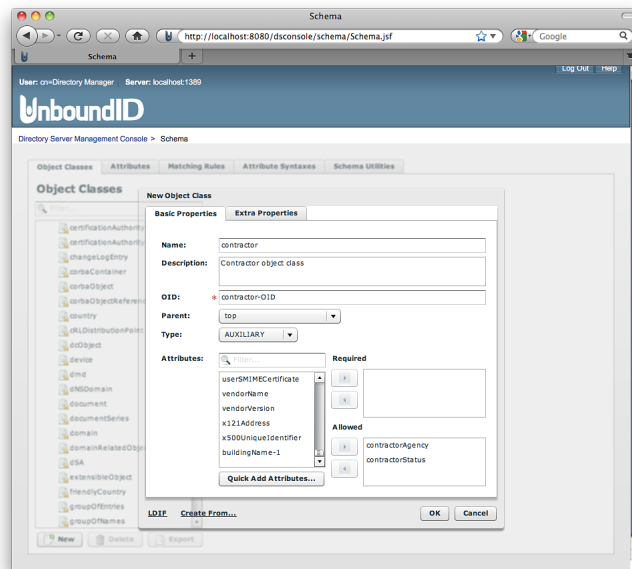 Schema
http://localhost:8080/dsconsole/schema/Schema.jsf
Google
Schema
Log Out Help
User: cn=Directory Manager Server: localhost:1389
UnboundID
Directory Server Management Console > Schema
Object Classes Attributes Matching Rules Attribute Syntaxes Schema Utilities
Object Classes
Filter...
certificationAuthority
certificationAuthority
changeLogEntry
corbaContainer
corbaObject
corbaObjectReferenc
country
cRLDistributionPoint
dcObject
device
dmd
dNSDomain
document
documentSeries
domain
domainRelatedObje
dSA
extensibleObject
friendlyCountry
groupOfEntries
groupOfNames
New Delete Export
New Object Class
Basic Properties Extra Properties
Name: contractor
Description: Contractor object class
OID: * contractor-OID
Parent: top
Type: AUXILIARY
Attributes: Filter... Required
userSMIMECertificate
vendorName
vendorVersion
x121Address
x500UniqueIdentifier
buildingName-1
Allowed
contractorAgency
contractorStatus
Quick Add Attributes...
LDIF Create From... OK Cancel